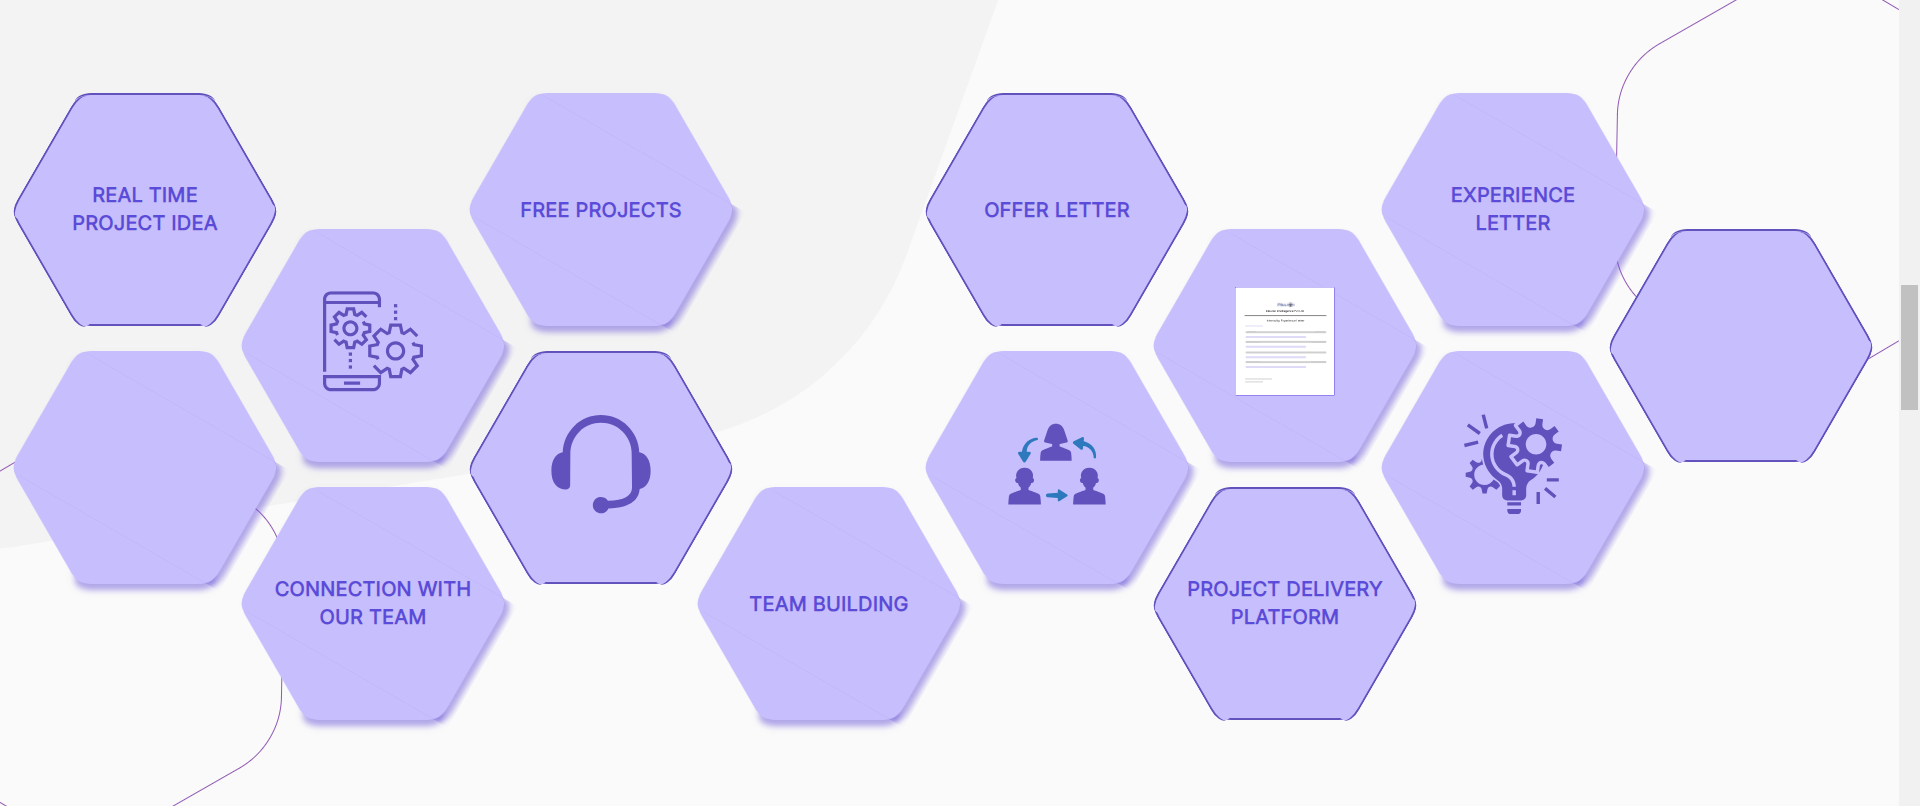 REAL TIME
PROJECT IDEA
FREE PROJECTS
OFFER LETTER
EXPERIENCE
LETTER
CONNECTION WITH
OUR TEAM
TEAM BUILDING
PROJECT DELIVERY
PLATFORM